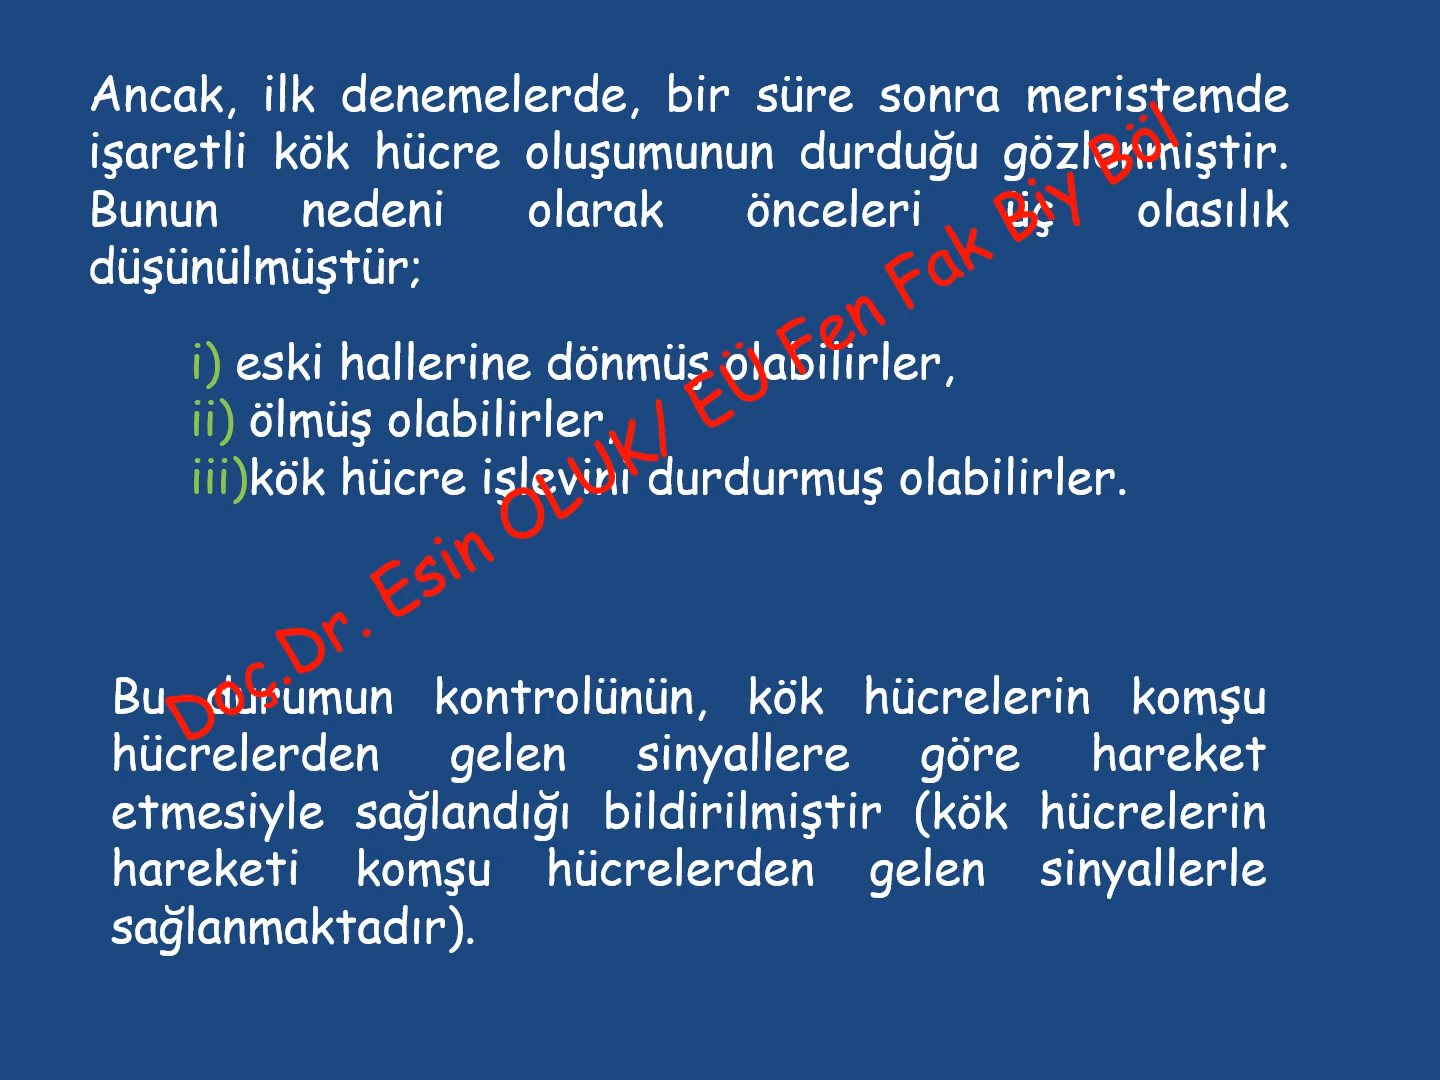 Ancak, ilk denemelerde, bir süre sonra meristemde
işaretli kök hücre oluşumunun durduğu gözlenmiştir.
Bunun nedeni olarak önceleri üç olasılık
düşünülmüştür;
i) eski hallerine dönmüş olabilirler,
ii) ölmüş olabilirler,
iii)kök hücre işlevini durdurmuş olabilirler.
Doç.Dr. Esin OLUK/ EÜ Fen Fak Biy Böl
Bu durumun kontrolünün, kök hücrelerin komşu
hücrelerden gelen sinyallere göre hareket
etmesiyle sağlandığı bildirilmiştir (kök hücrelerin
hareketi komşu hücrelerden gelen sinyallerle
sağlanmaktadır).